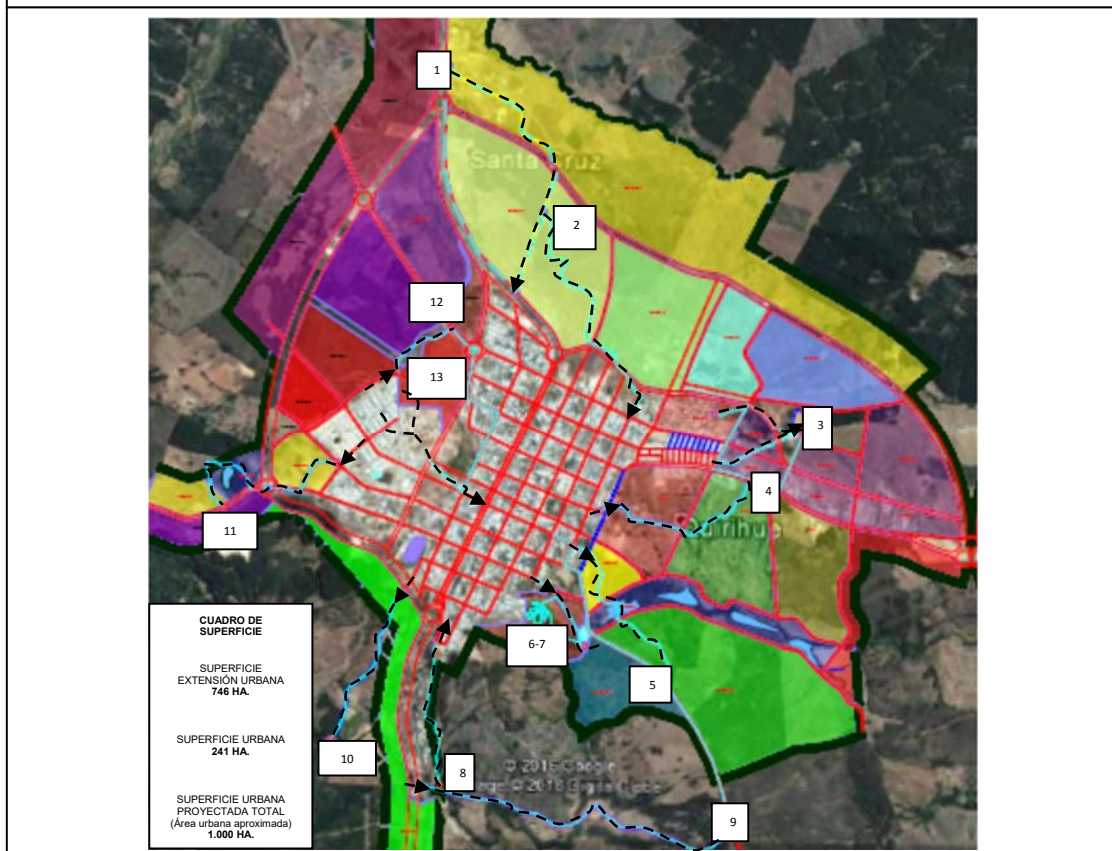 1
Santa Cruz
2
12
13
3
4
Quirihue
11
CUADRO DE
SUPERFICIE
SUPERFICIE
EXTENSIÓN URBANA
746 HA.
SUPERFICIE URBANA
241 HA.
SUPERFICIE URBANA
PROYECTADA TOTAL
(Área urbana aproximada)
1.000 HA.
6-7
5
10
8
© 2016 Google
9